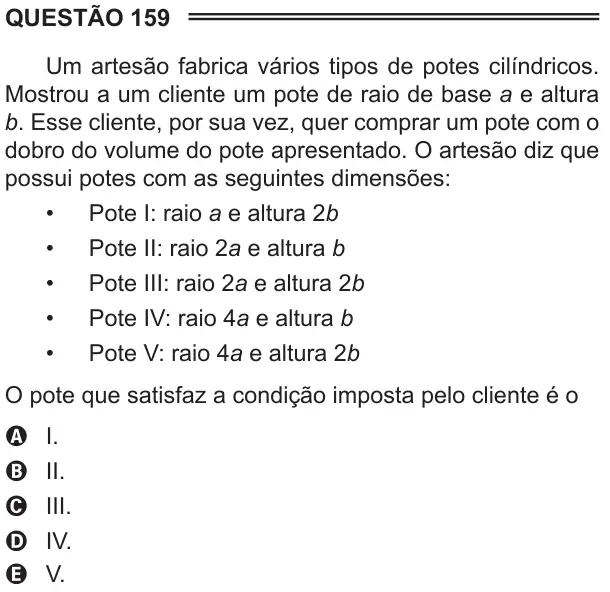 QUESTÃO 159
Um artesão fabrica vários tipos de potes cilíndricos.
Mostrou a um cliente um pote de raio de base a e altura
b. Esse cliente, por sua vez, quer comprar um pote com o
dobro do volume do pote apresentado. O artesão diz que
possui potes com as seguintes dimensões:
• Pote I: raio a e altura 2b
• Pote II: raio 2a e altura b
• Pote III: raio 2a e altura 2b
• Pote IV: raio 4a e altura b
• Pote V: raio 4a e altura 2b
O pote que satisfaz a condição imposta pelo cliente é o
A I.
B II.
C III.
D IV.
E V.